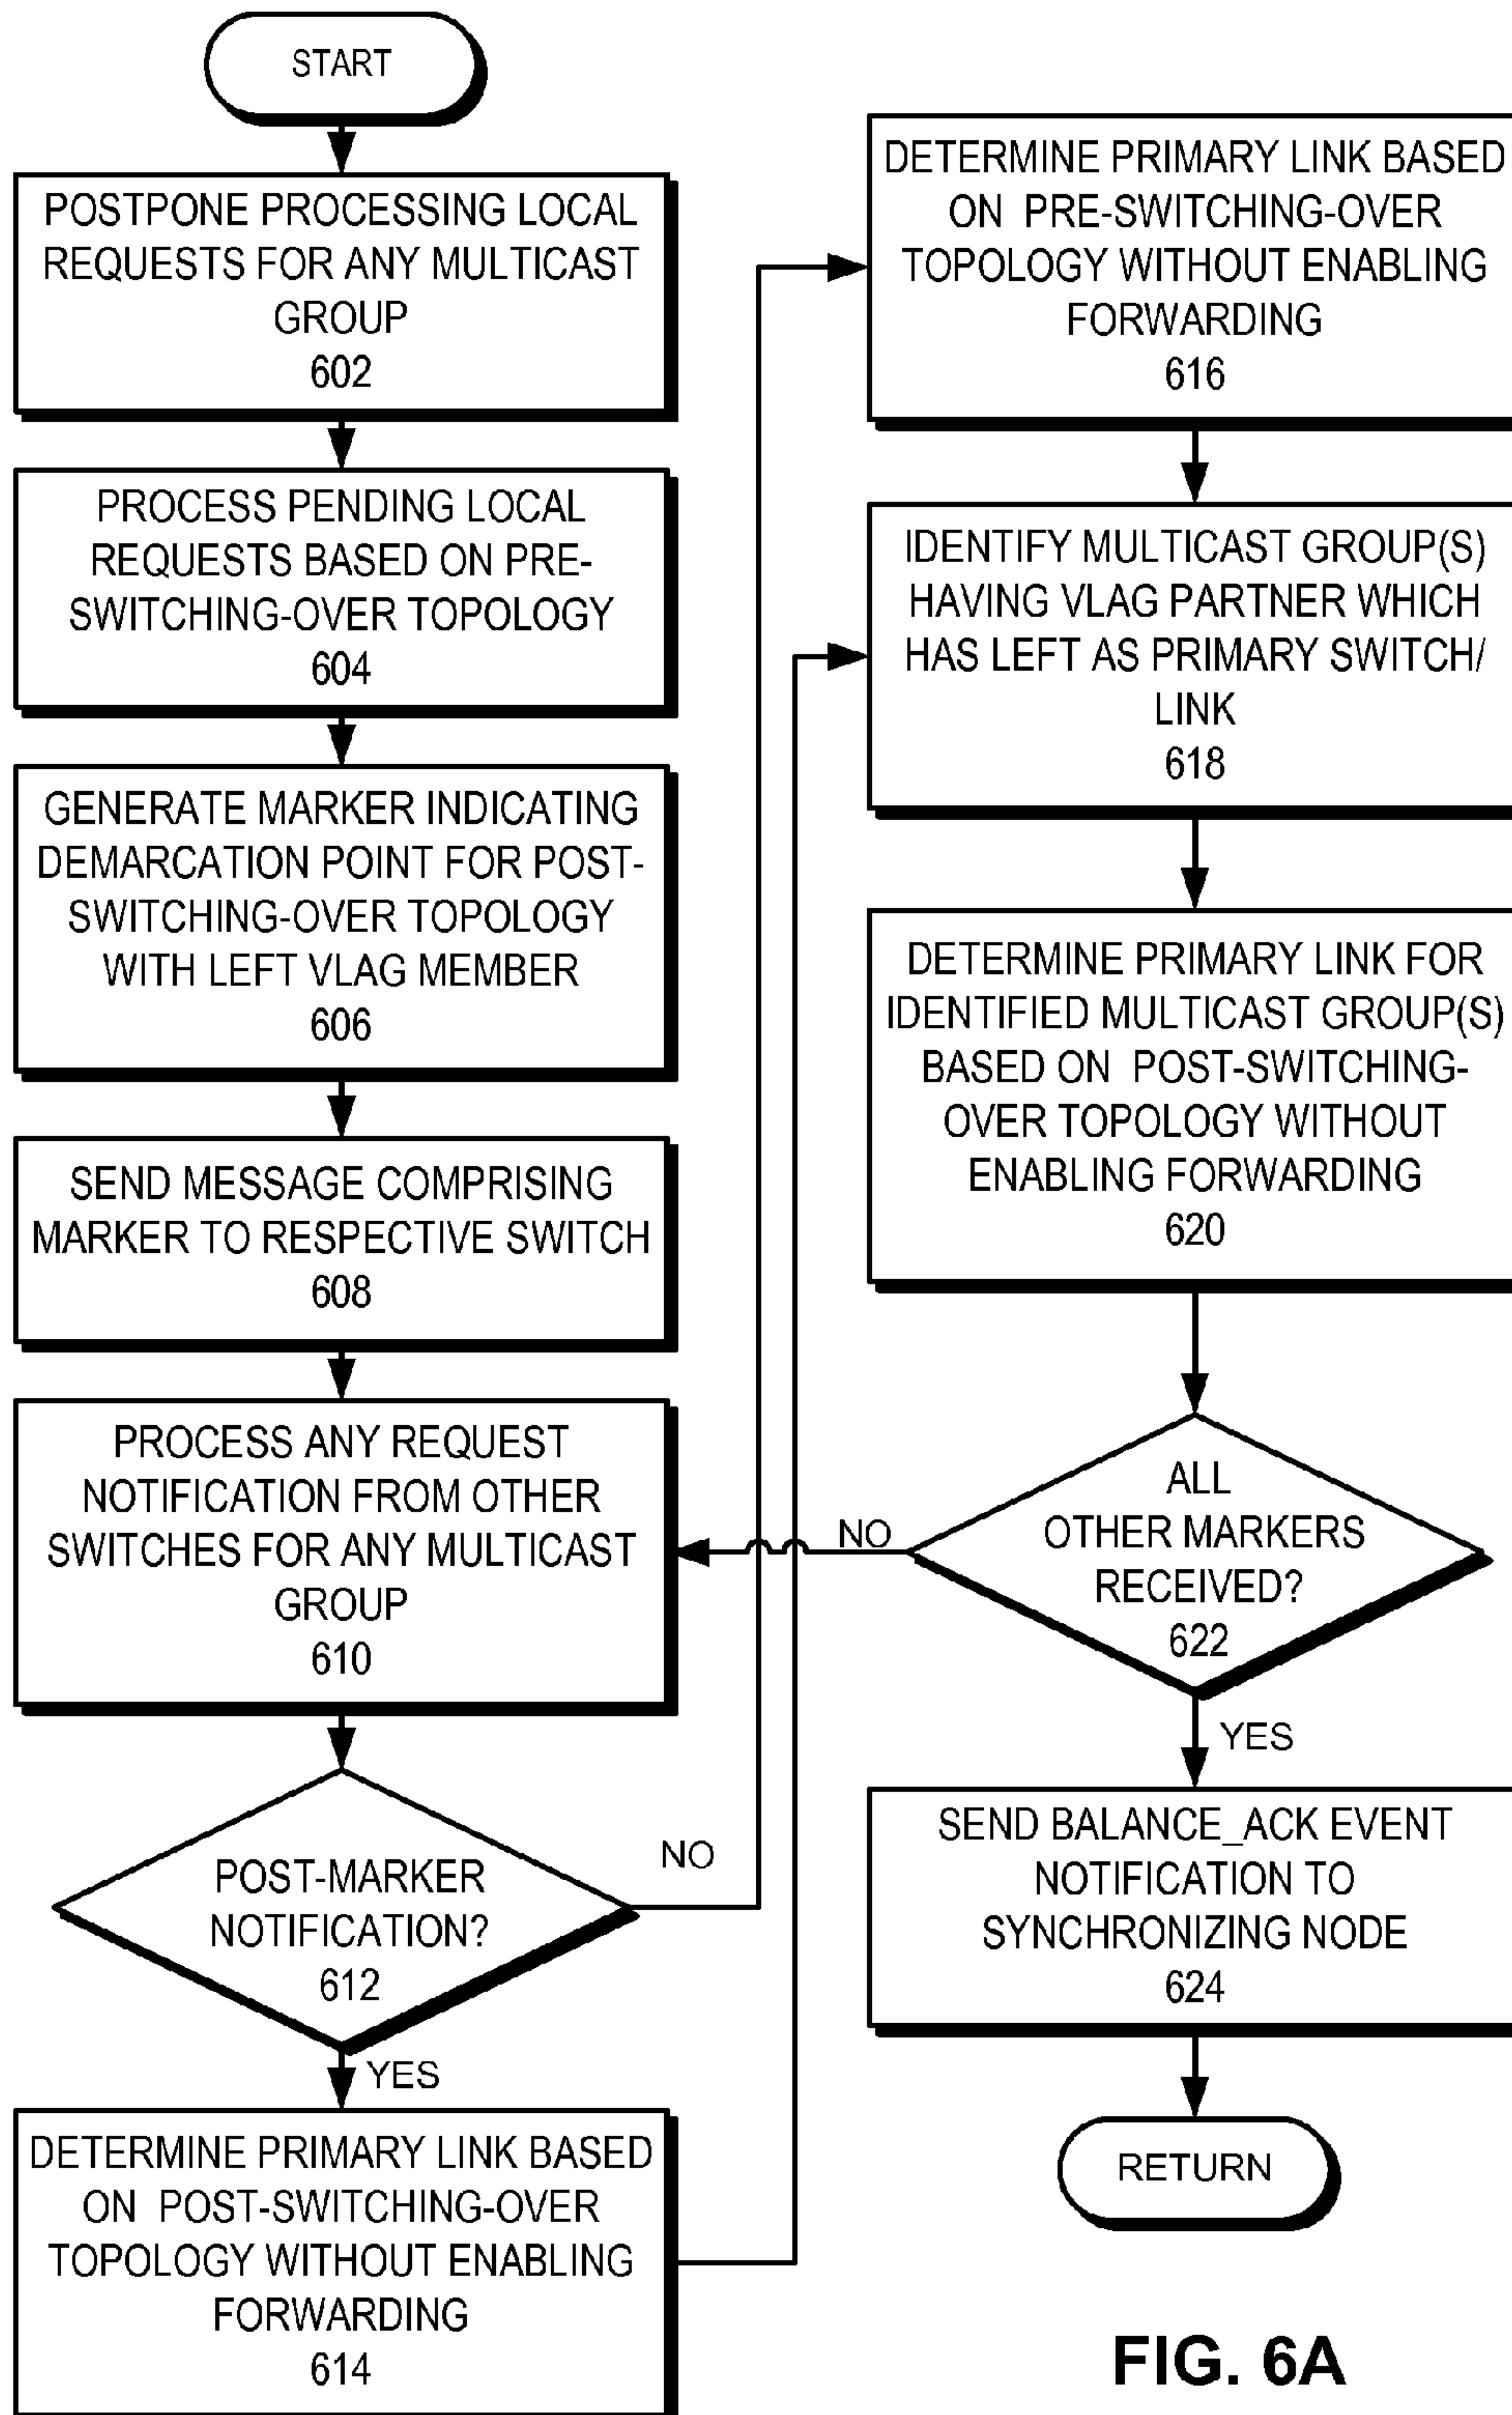 START
POSTPONE PROCESSING LOCAL
REQUESTS FOR ANY MULTICAST
GROUP
602
PROCESS PENDING LOCAL
REQUESTS BASED ON PRE-
SWITCHING-OVER TOPOLOGY
604
GENERATE MARKER INDICATING
DEMARCATION POINT FOR POST-
SWITCHING-OVER TOPOLOGY
WITH LEFT VLAG MEMBER
606
SEND MESSAGE COMPRISING
MARKER TO RESPECTIVE SWITCH
608
PROCESS ANY REQUEST
NOTIFICATION FROM OTHER
SWITCHES FOR ANY MULTICAST
GROUP
610
POST-MARKER
NOTIFICATION?
612
NO
YES
DETERMINE PRIMARY LINK BASED
ON POST-SWITCHING-OVER
TOPOLOGY WITHOUT ENABLING
FORWARDING
614
DETERMINE PRIMARY LINK BASED
ON PRE-SWITCHING-OVER
TOPOLOGY WITHOUT ENABLING
FORWARDING
616
IDENTIFY MULTICAST GROUP(S)
HAVING VLAG PARTNER WHICH
HAS LEFT AS PRIMARY SWITCH/
LINK
618
DETERMINE PRIMARY LINK FOR
IDENTIFIED MULTICAST GROUP(S)
BASED ON POST-SWITCHING-
OVER TOPOLOGY WITHOUT
ENABLING FORWARDING
620
ALL
OTHER MARKERS
RECEIVED?
622
NO
YES
SEND BALANCE_ACK EVENT
NOTIFICATION TO
SYNCHRONIZING NODE
624
RETURN
FIG. 6A